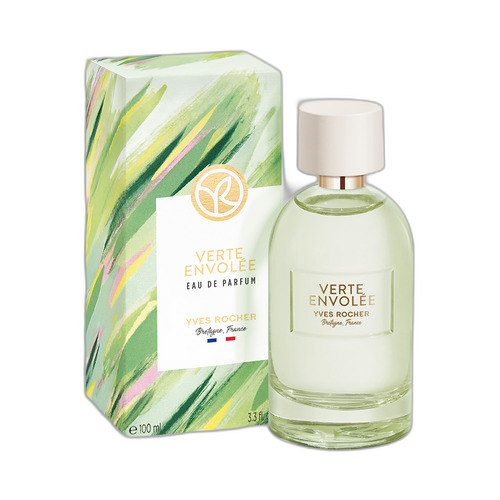 VERTE
ENVOLÉE
EAU DE PARFUM
YVES ROCHER
Bretagne, France
℮ 100 ml
3.3 fl
VERTE
ENVOLÉE
YVES ROCHER
Bretagne, France